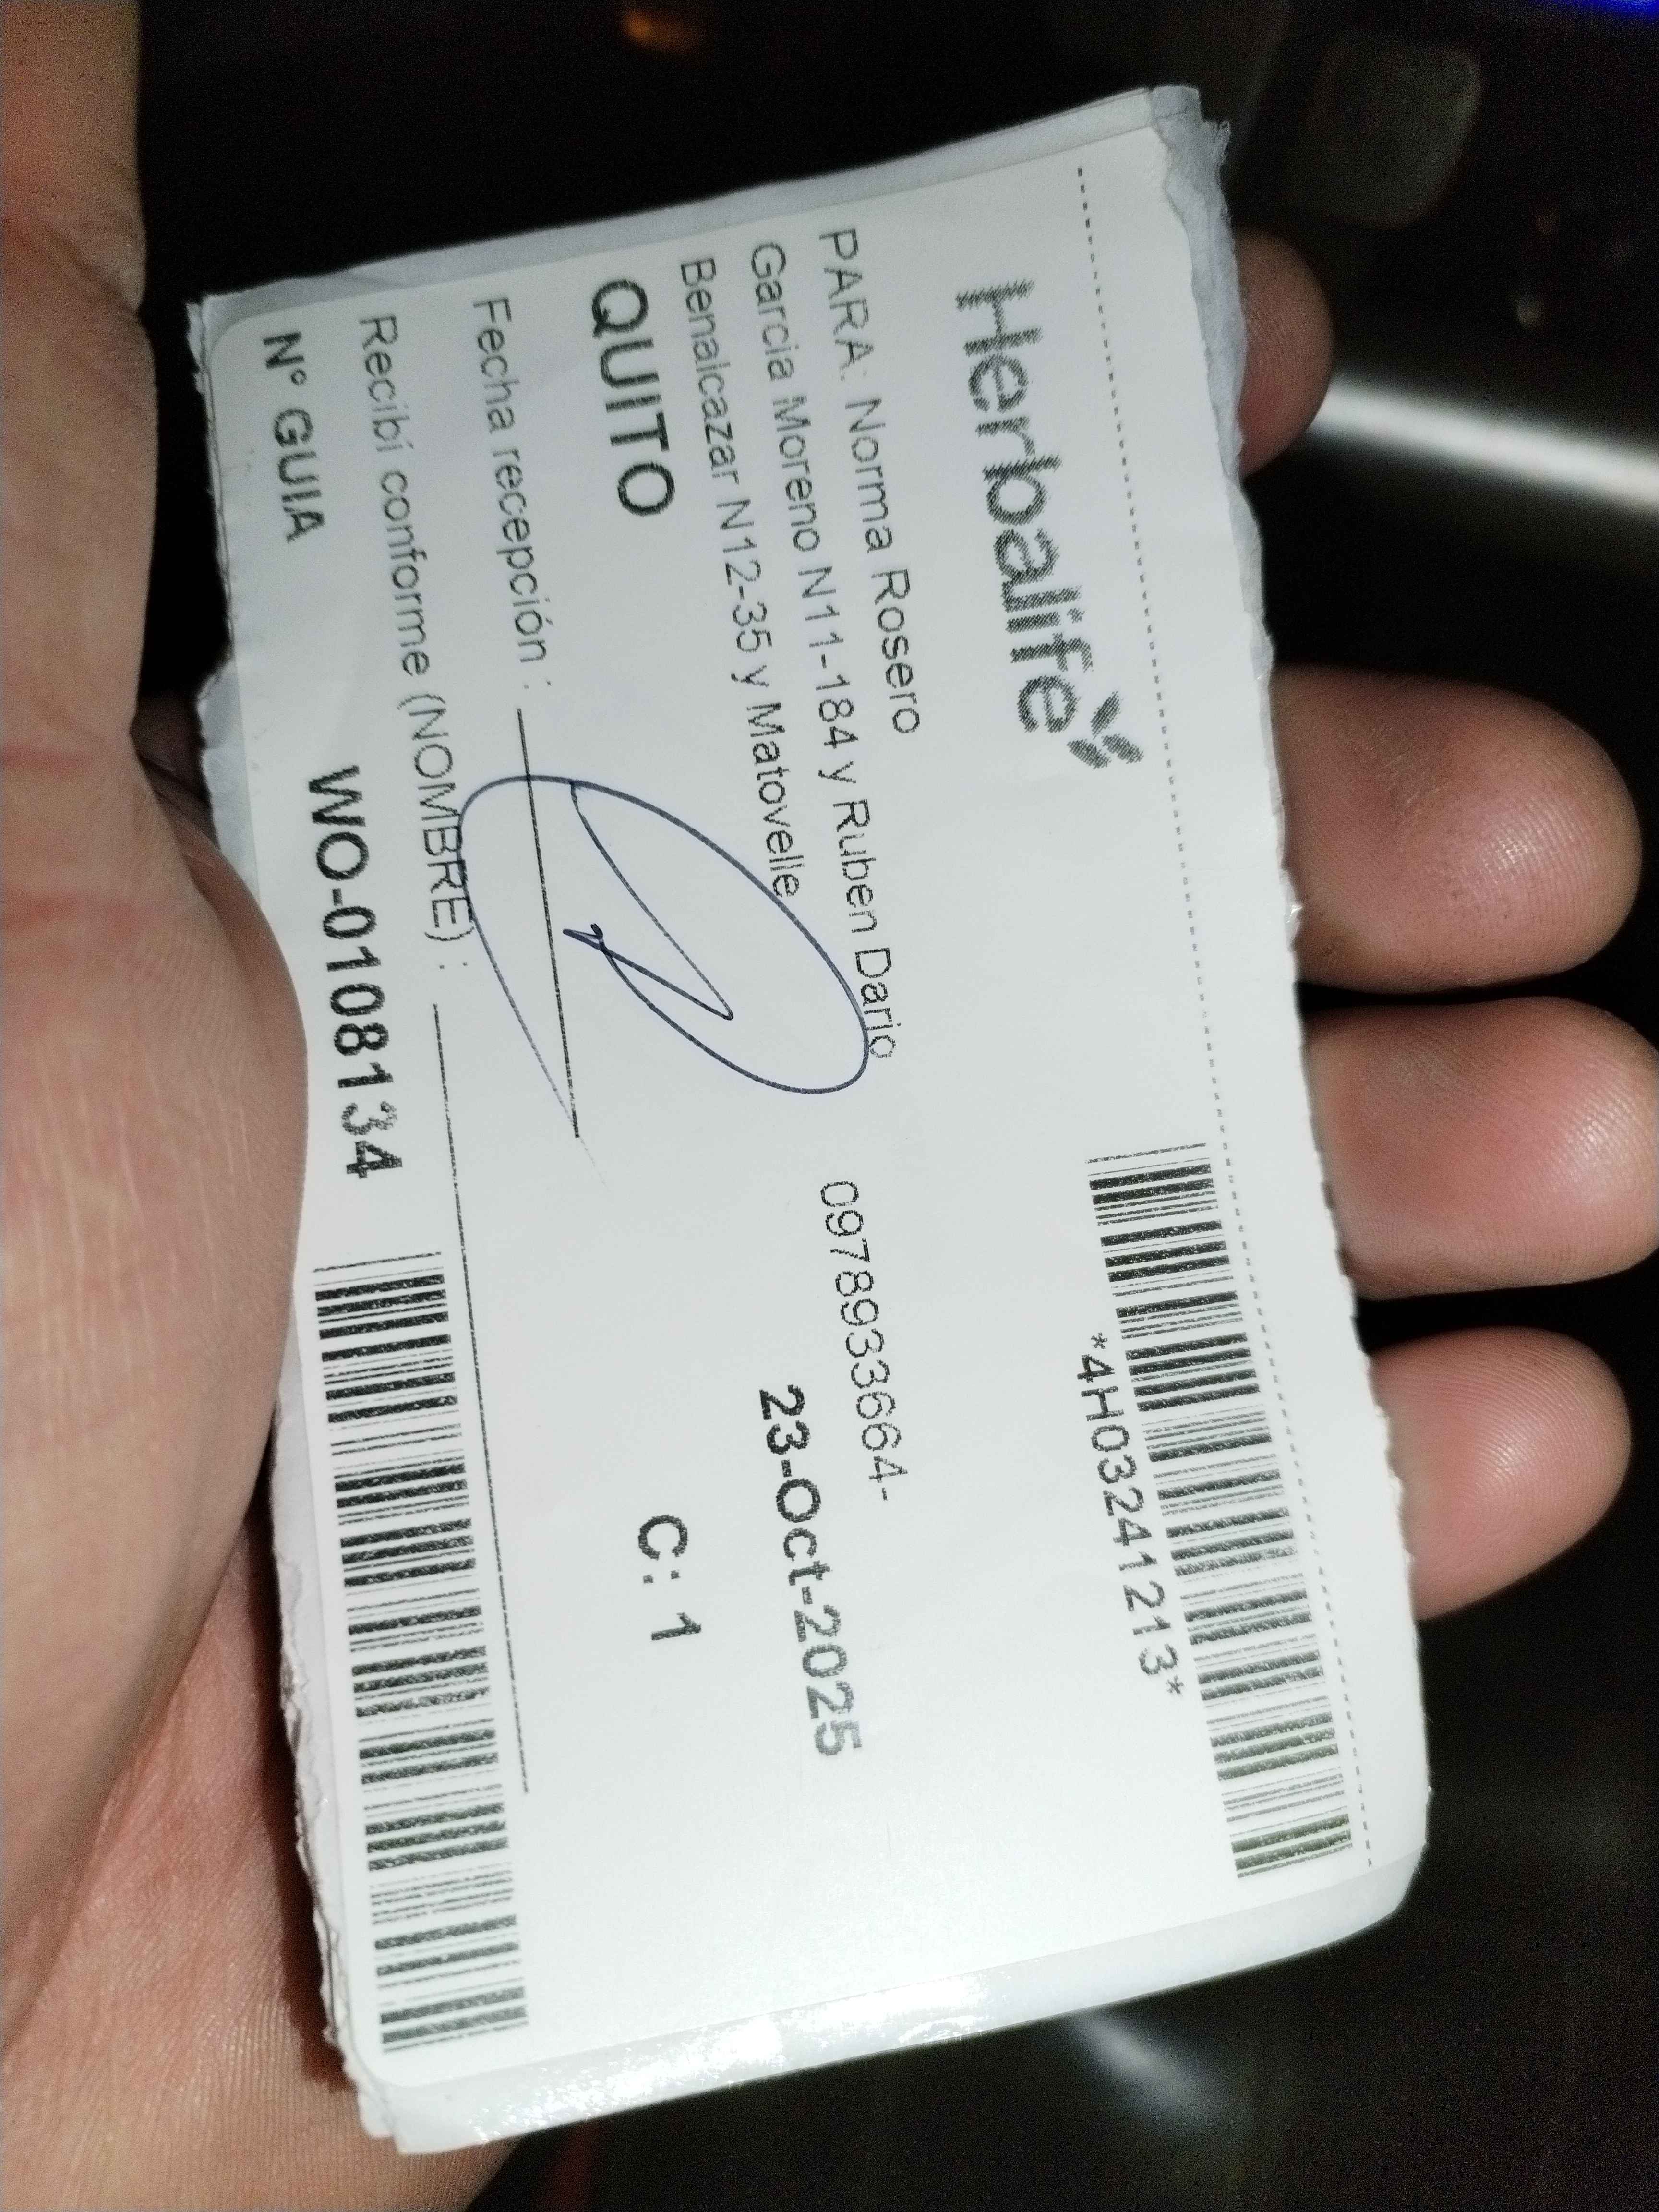 Herbalife
*4H03241213*
PARA: Norma Rosero
Garcia Moreno N11-184 y Ruben Dario 0978933664-
Benalcazar N12-35 y Matovelle 23-Oct-2025
QUITO C: 1
Fecha recepción :
Recibí conforme (NOMBRE) :
N° GUIA WO-0108134